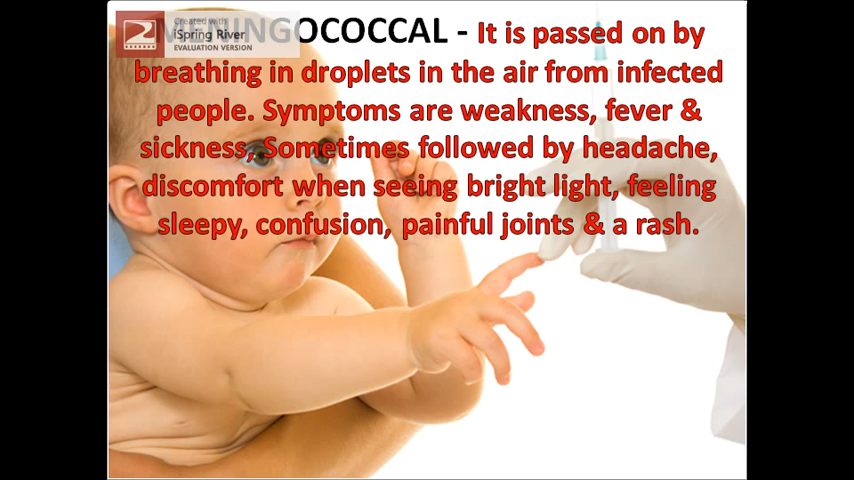 Created with
iSpring River
EVALUATION VERSION
MENINGOCOCCAL - It is passed on by
breathing in droplets in the air from infected
people. Symptoms are weakness, fever &
sickness, Sometimes followed by headache,
discomfort when seeing bright light, feeling
sleepy, confusion, painful joints & a rash.